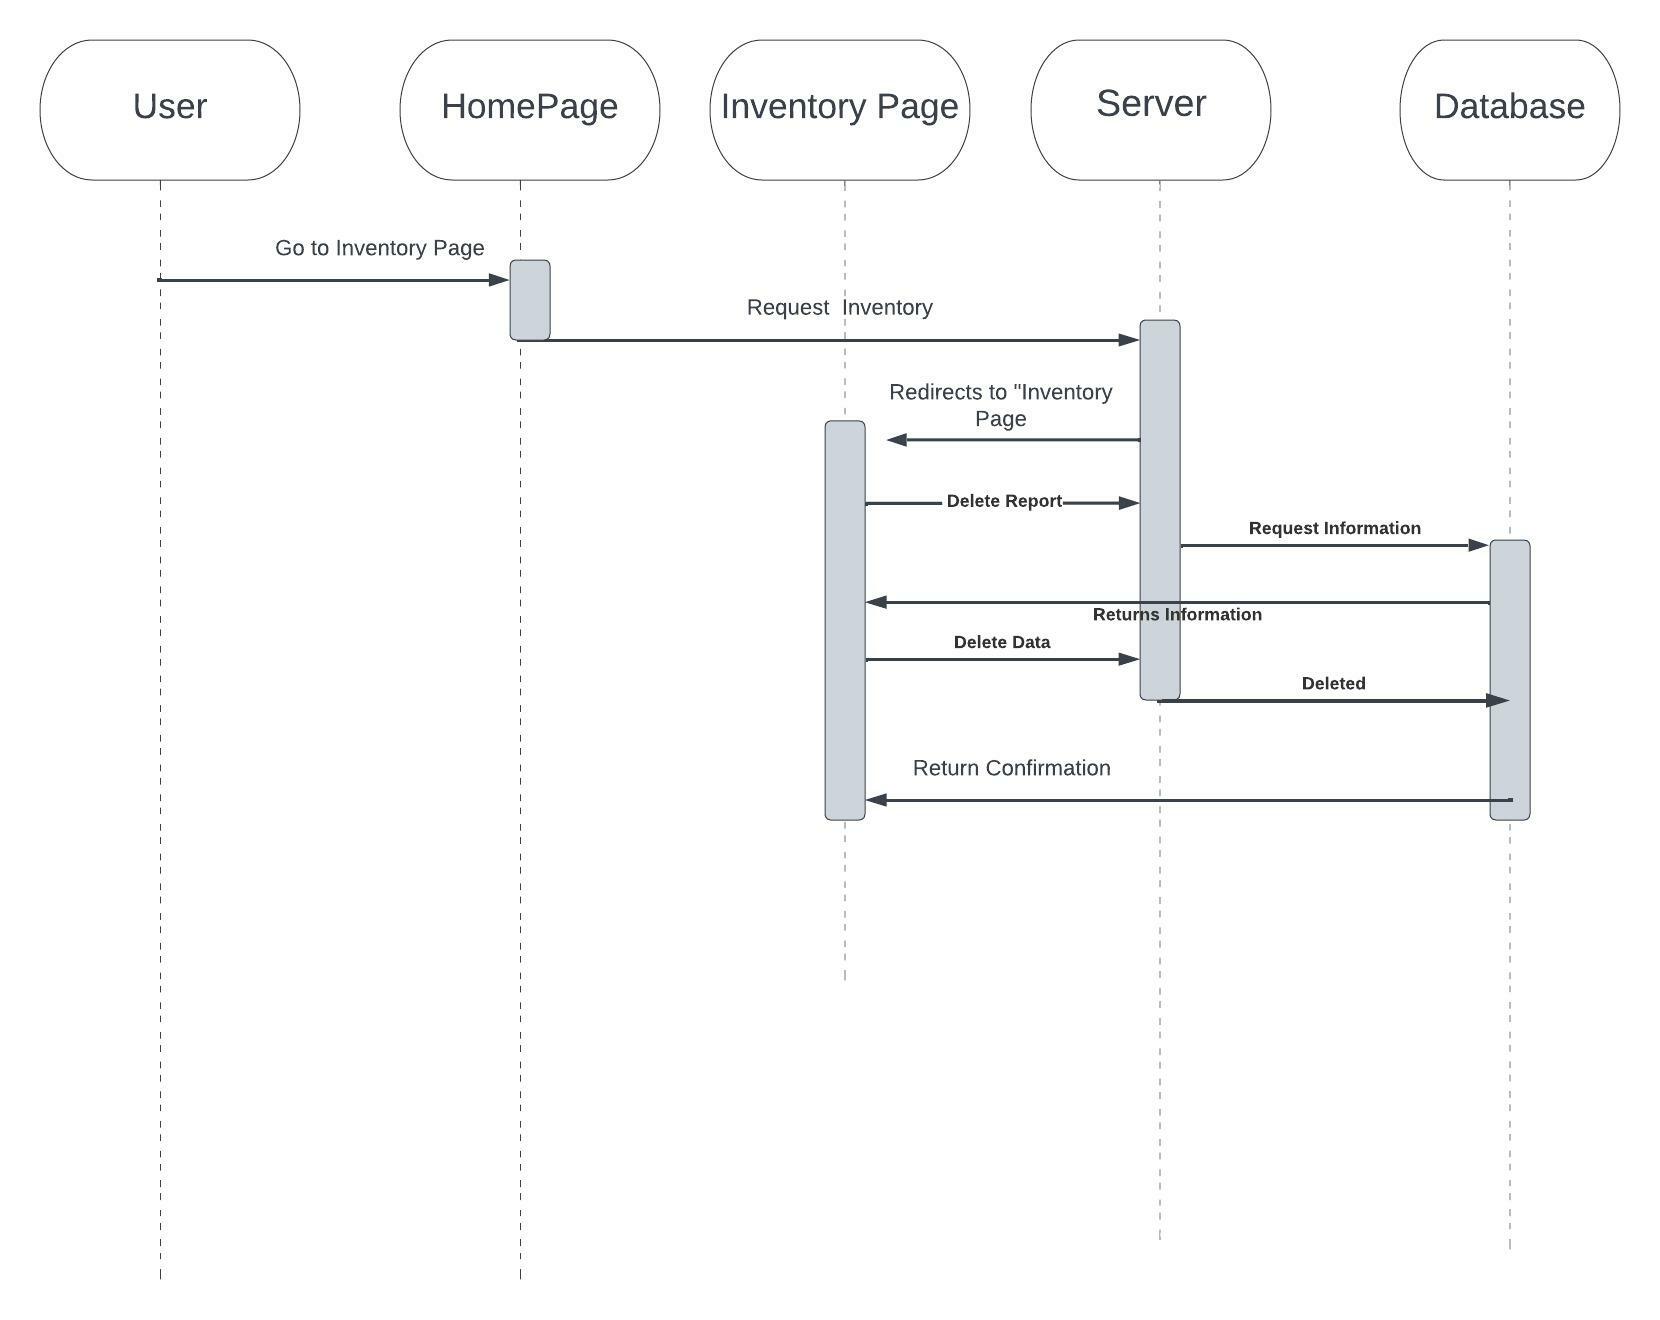 User
HomePage
Inventory Page
Server
Database
Go to Inventory Page
Request  Inventory
Redirects to "Inventory
Page
Delete Report
Request Information
Returns Information
Delete Data
Deleted
Return Confirmation